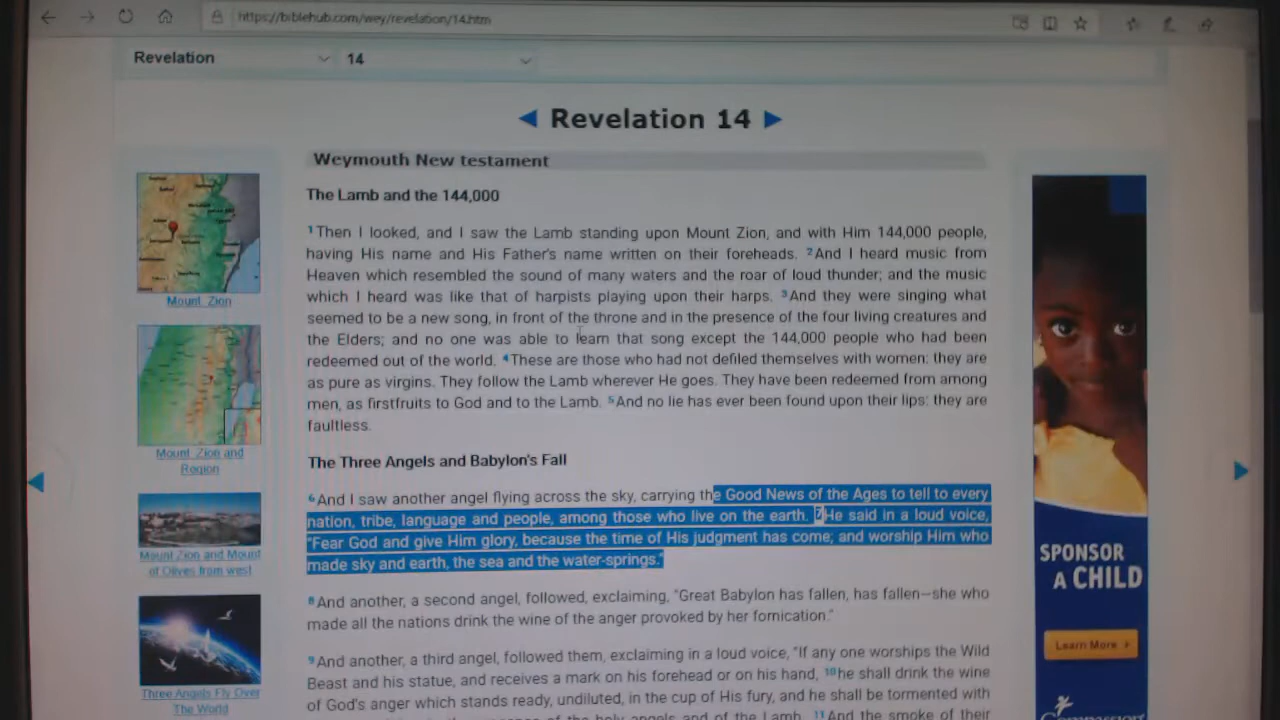 https://biblehub.com/wey/revelation/14.htm
Revelation
14
Revelation 14
Weymouth New testament
The Lamb and the 144,000
1Then I looked, and I saw the Lamb standing upon Mount Zion, and with Him 144,000 people,
having His name and His Father's name written on their foreheads. 2And I heard music from
Heaven which resembled the sound of many waters and the roar of loud thunder; and the music
which I heard was like that of harpists playing upon their harps. 3And they were singing what
seemed to be a new song, in front of the throne and in the presence of the four living creatures and
the Elders; and no one was able to learn that song except the 144,000 people who had been
redeemed out of the world. 4These are those who had not defiled themselves with women: they are
as pure as virgins. They follow the Lamb wherever He goes. They have been redeemed from among
men, as firstfruits to God and to the Lamb. 5And no lie has ever been found upon their lips: they are
faultless.
The Three Angels and Babylon's Fall
6And I saw another angel flying across the sky, carrying the Good News of the Ages to tell to every
nation, tribe, language and people, among those who live on the earth. 7He said in a loud voice,
"Fear God and give Him glory, because the time of His judgment has come; and worship Him who
made sky and earth, the sea and the water-springs."
8And another, a second angel, followed, exclaiming, "Great Babylon has fallen, has fallen—she who
made all the nations drink the wine of the anger provoked by her fornication."
9And another, a third angel, followed them, exclaiming in a loud voice, "If any one worships the Wild
Beast and his statue, and receives a mark on his forehead or on his hand, 10he shall drink the wine
of God's anger which stands ready, undiluted, in the cup of His fury, and he shall be tormented with
holy angels and of the Lamb. 11And the smoke of their
Mount Zion
Mount Zion and
Region
Mount Zion and Mount
of Olives from west
Three Angels Fly Over
The World
SPONSOR
A CHILD
Learn More
Compassion